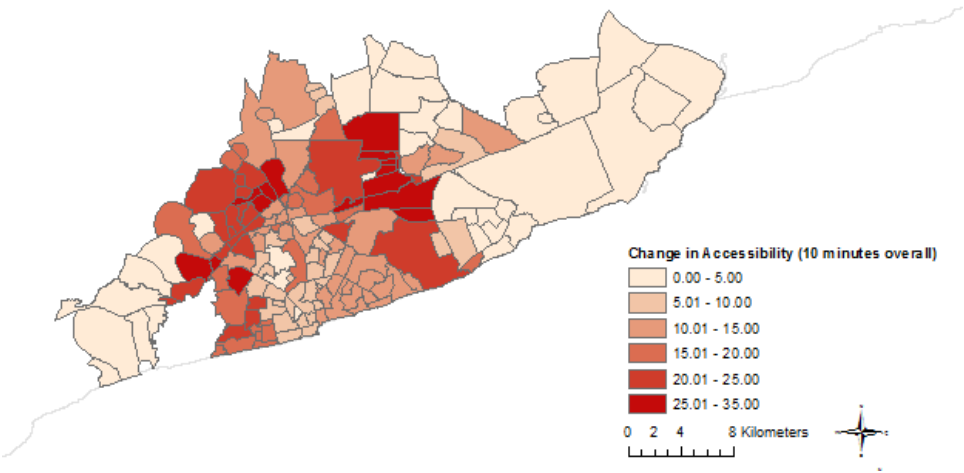 Change in Accessibility (10 minutes overall)
0.00 - 5.00
5.01 - 10.00
10.01 - 15.00
15.01 - 20.00
20.01 - 25.00
25.01 - 35.00
0 2 4 8 Kilometers